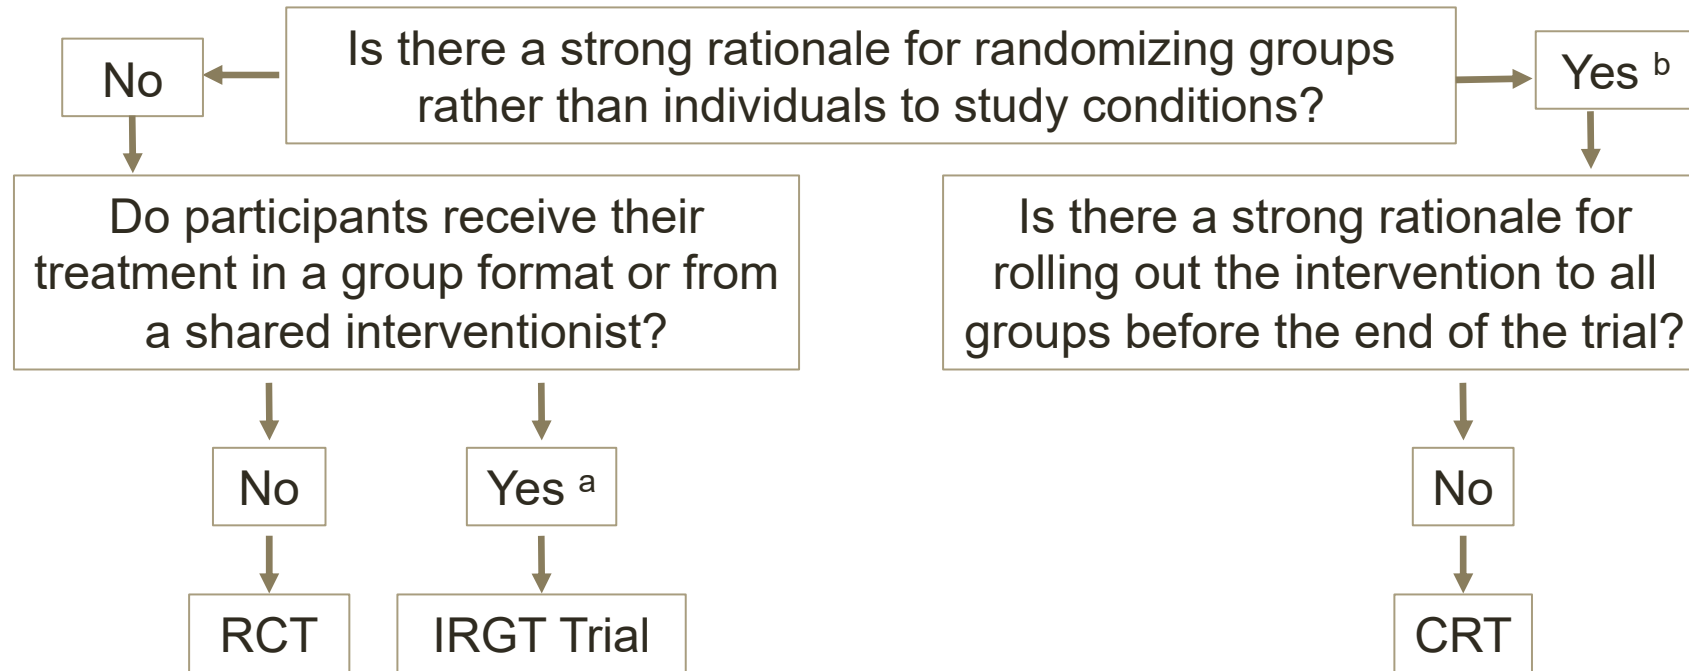 Is there a strong rationale for randomizing groups
rather than individuals to study conditions?
No
Yes b
Do participants receive their
treatment in a group format or from
a shared interventionist?
Is there a strong rationale for
rolling out the intervention to all
groups before the end of the trial?
No
Yes a
No
RCT
IRGT Trial
CRT